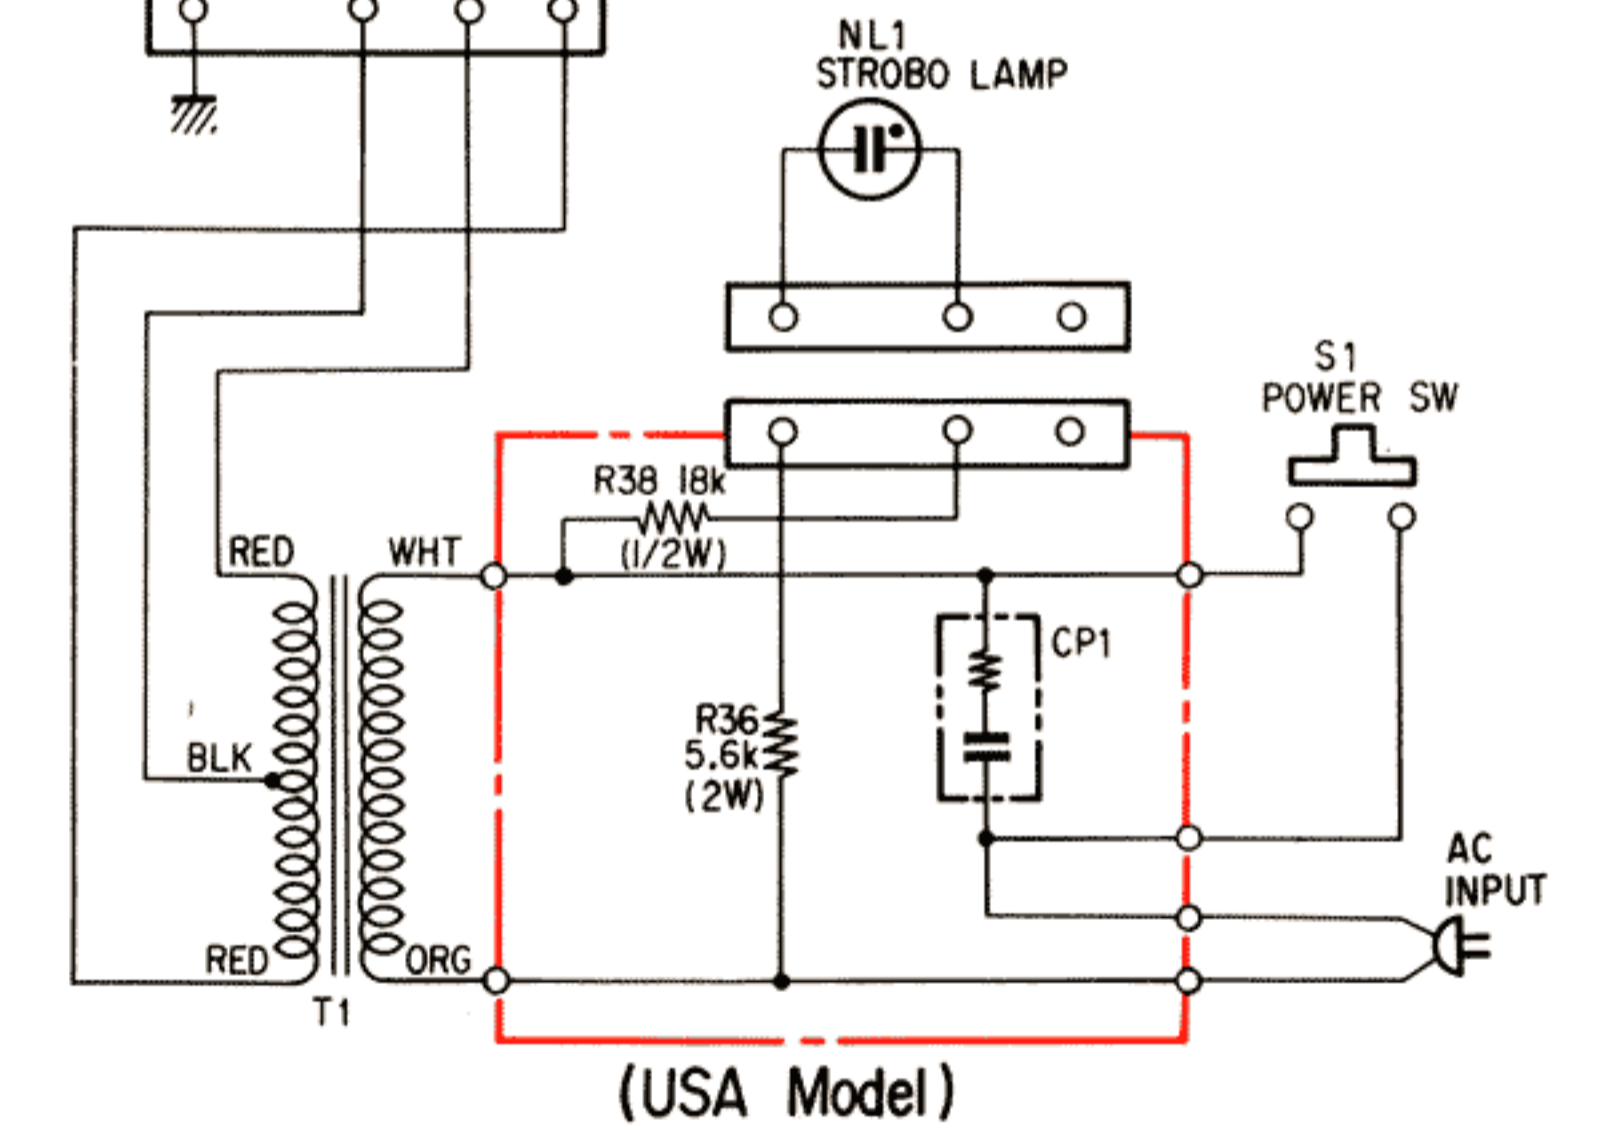 NL1
STROBO LAMP
S1
POWER SW
R38 18k
(1/2W)
RED
WHT
CP1
R36
5.6k
(2W)
BLK
AC
INPUT
RED
ORG
T1
(USA Model)